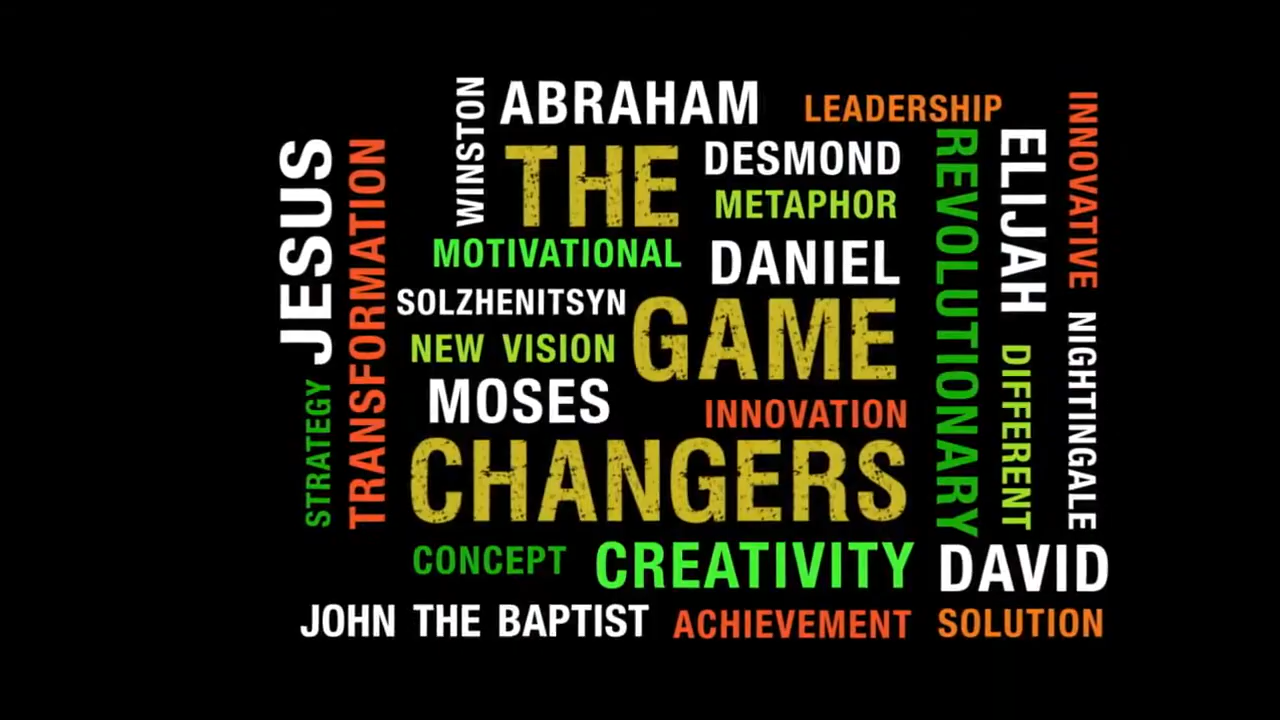 WINSTON
ABRAHAM
LEADERSHIP
INNOVATIVE
JESUS
TRANSFORMATION
THE
DESMOND
REVOLUTIONARY
ELIJAH
METAPHOR
MOTIVATIONAL
DANIEL
SOLZHENITSYN
GAME
NEW VISION
NIGHTINGALE
DIFFERENT
MOSES
INNOVATION
STRATEGY
CHANGERS
CONCEPT
CREATIVITY
DAVID
JOHN THE BAPTIST
ACHIEVEMENT
SOLUTION